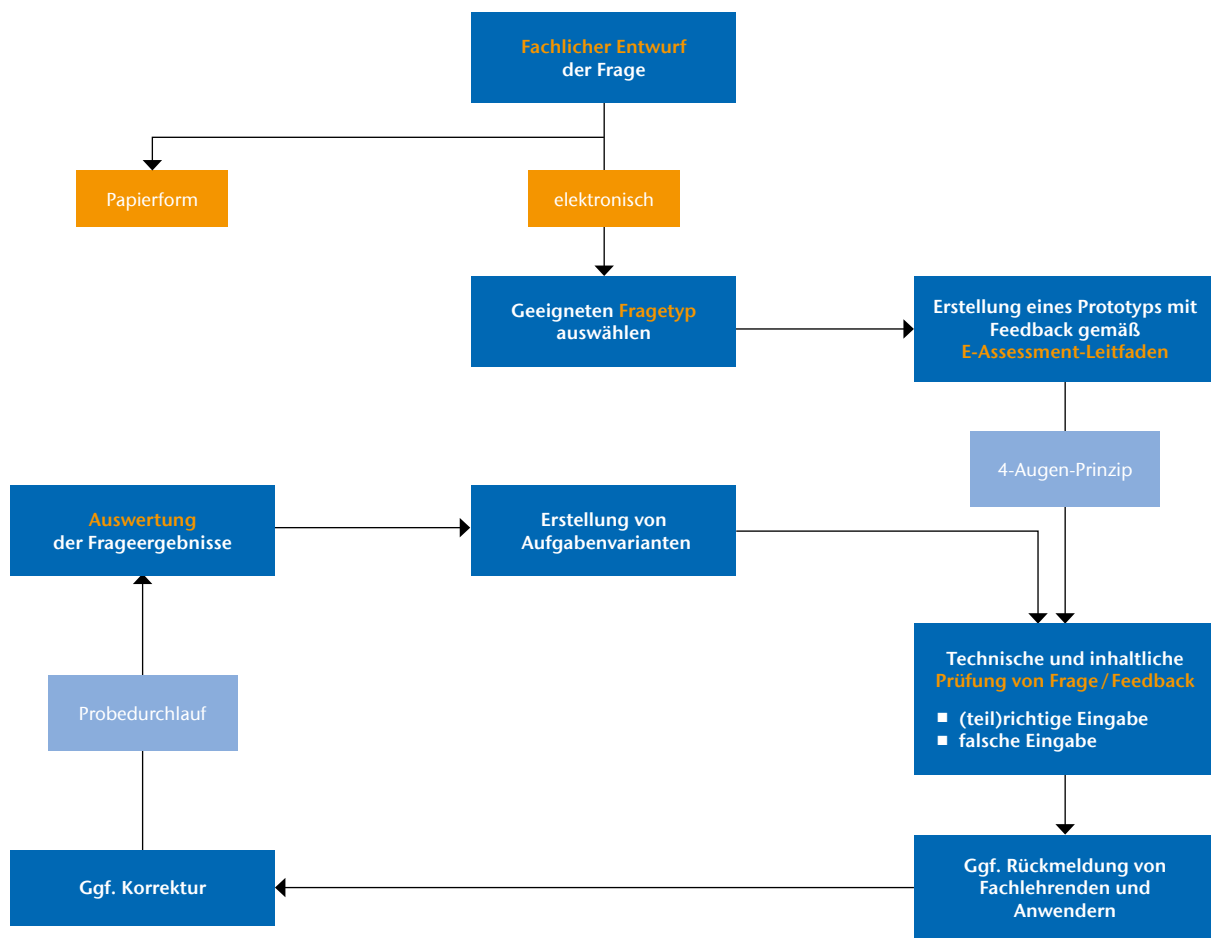 Fachlicher Entwurf
der Frage
Papierform
elektronisch
Geeigneten Fragetyp
auswählen
Erstellung eines Prototyps mit
Feedback gemäß
E-Assessment-Leitfaden
4-Augen-Prinzip
Auswertung
der Frageergebnisse
Erstellung von
Aufgabenvarianten
Technische und inhaltliche
Prüfung von Frage / Feedback
■ (teil)richtige Eingabe
■ falsche Eingabe
Probedurchlauf
Ggf. Korrektur
Ggf. Rückmeldung von
Fachlehrenden und
Anwendern